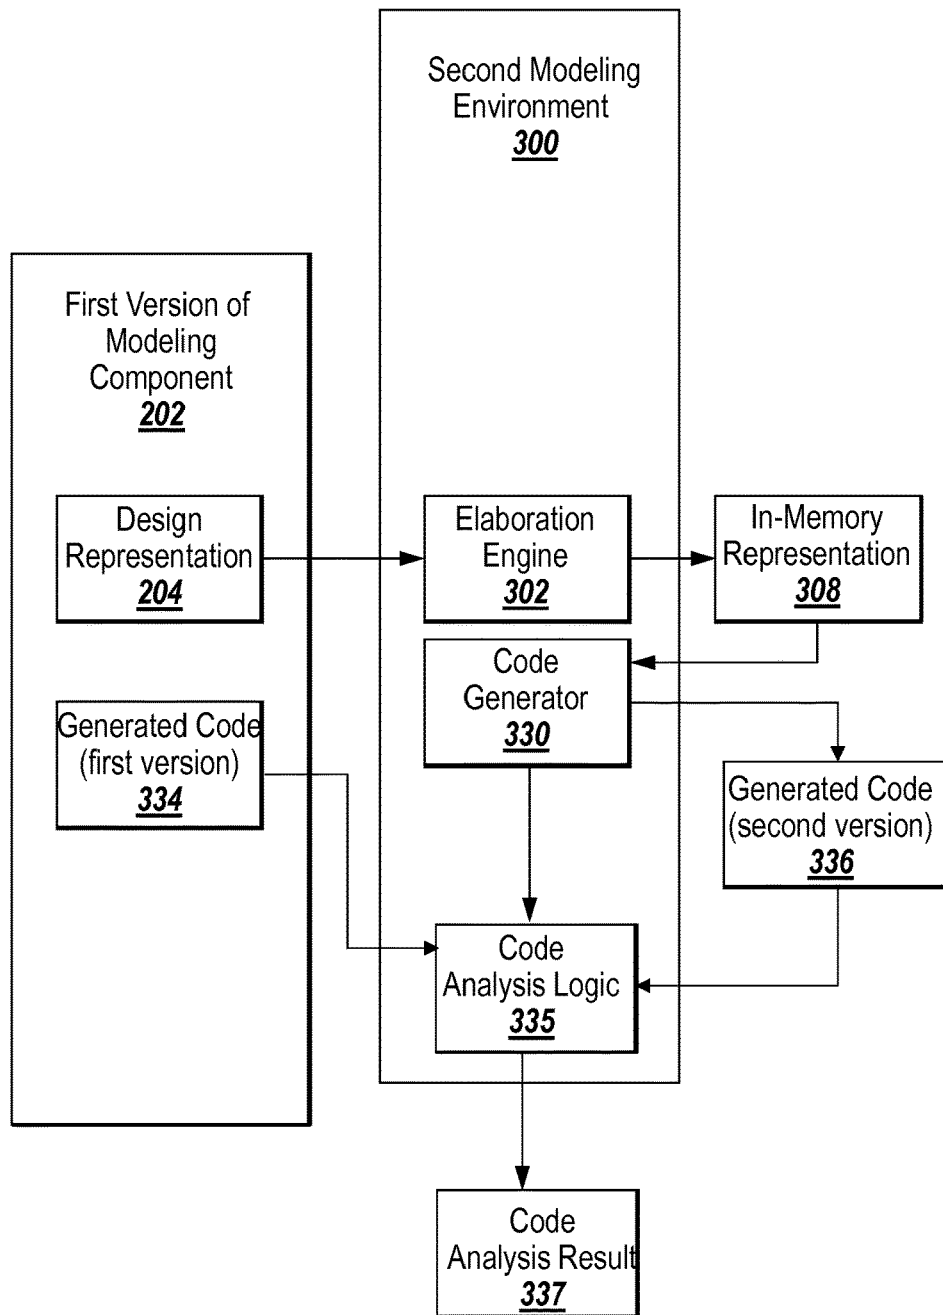 Second Modeling
Environment
300
First Version of
Modeling
Component
202
Design
Representation
204
Elaboration
Engine
302
In-Memory
Representation
308
Code
Generator
330
Generated Code
(first version)
334
Generated Code
(second version)
336
Code
Analysis Logic
335
Code
Analysis Result
337